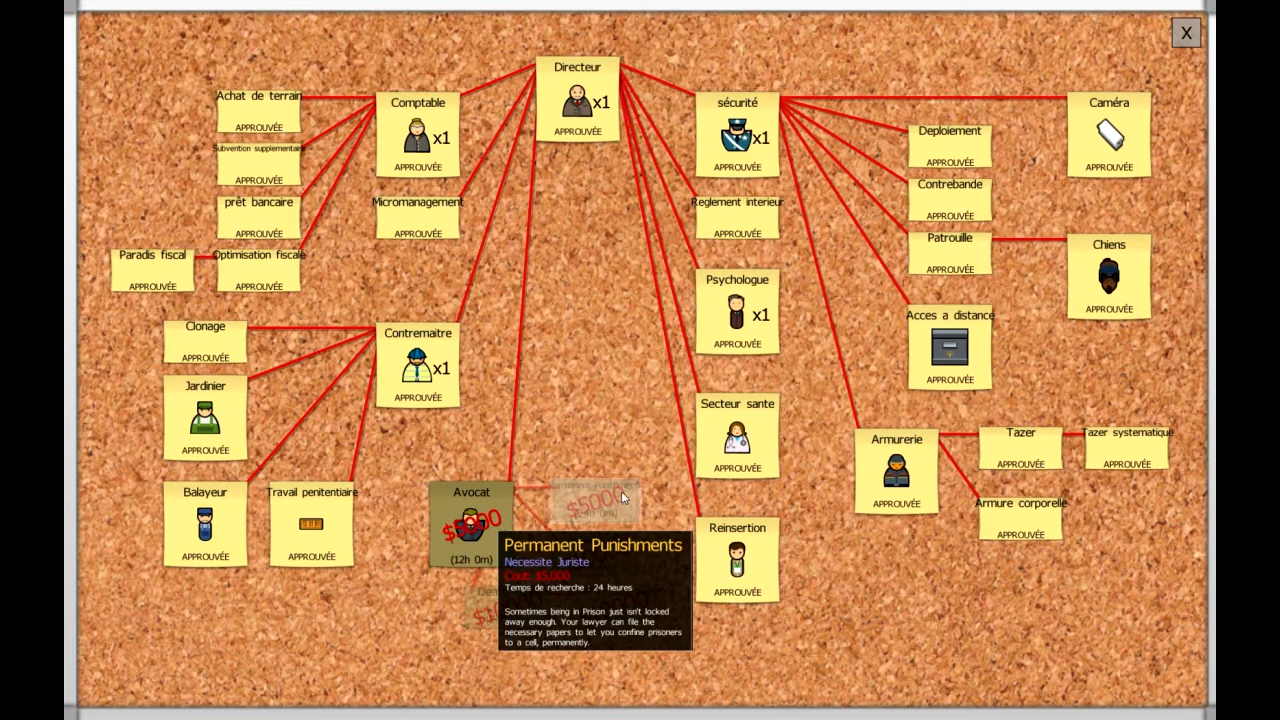 X
Directeur
x1
APPROUVÉE
Achat de terrain
APPROUVÉE
Subvention supplementaire
APPROUVÉE
prêt bancaire
APPROUVÉE
Paradis fiscal
APPROUVÉE
Optimisation fiscale
APPROUVÉE
Comptable
x1
APPROUVÉE
Micromanagement
APPROUVÉE
sécurité
x1
APPROUVÉE
Reglement interieur
APPROUVÉE
Deploiement
APPROUVÉE
Contrebande
APPROUVÉE
Patrouille
APPROUVÉE
Caméra
APPROUVÉE
Chiens
APPROUVÉE
Psychologue
x1
APPROUVÉE
Acces a distance
APPROUVÉE
Clonage
APPROUVÉE
Contremaitre
x1
APPROUVÉE
Jardinier
APPROUVÉE
Secteur sante
APPROUVÉE
Armurerie
APPROUVÉE
Tazer
APPROUVÉE
Tazer systematique
APPROUVÉE
Armure corporelle
APPROUVÉE
Balayeur
APPROUVÉE
Travail penitentiaire
APPROUVÉE
Avocat
$5000
(12h 0m)
Reinsertion
APPROUVÉE
Permanent Punishments
Necessite Juriste
Cout: $5,000
Temps de recherche : 24 heures
Sometimes being in Prison just isn't locked
away enough. Your lawyer can file the
necessary papers to let you confine prisoners
to a cell, permanently.